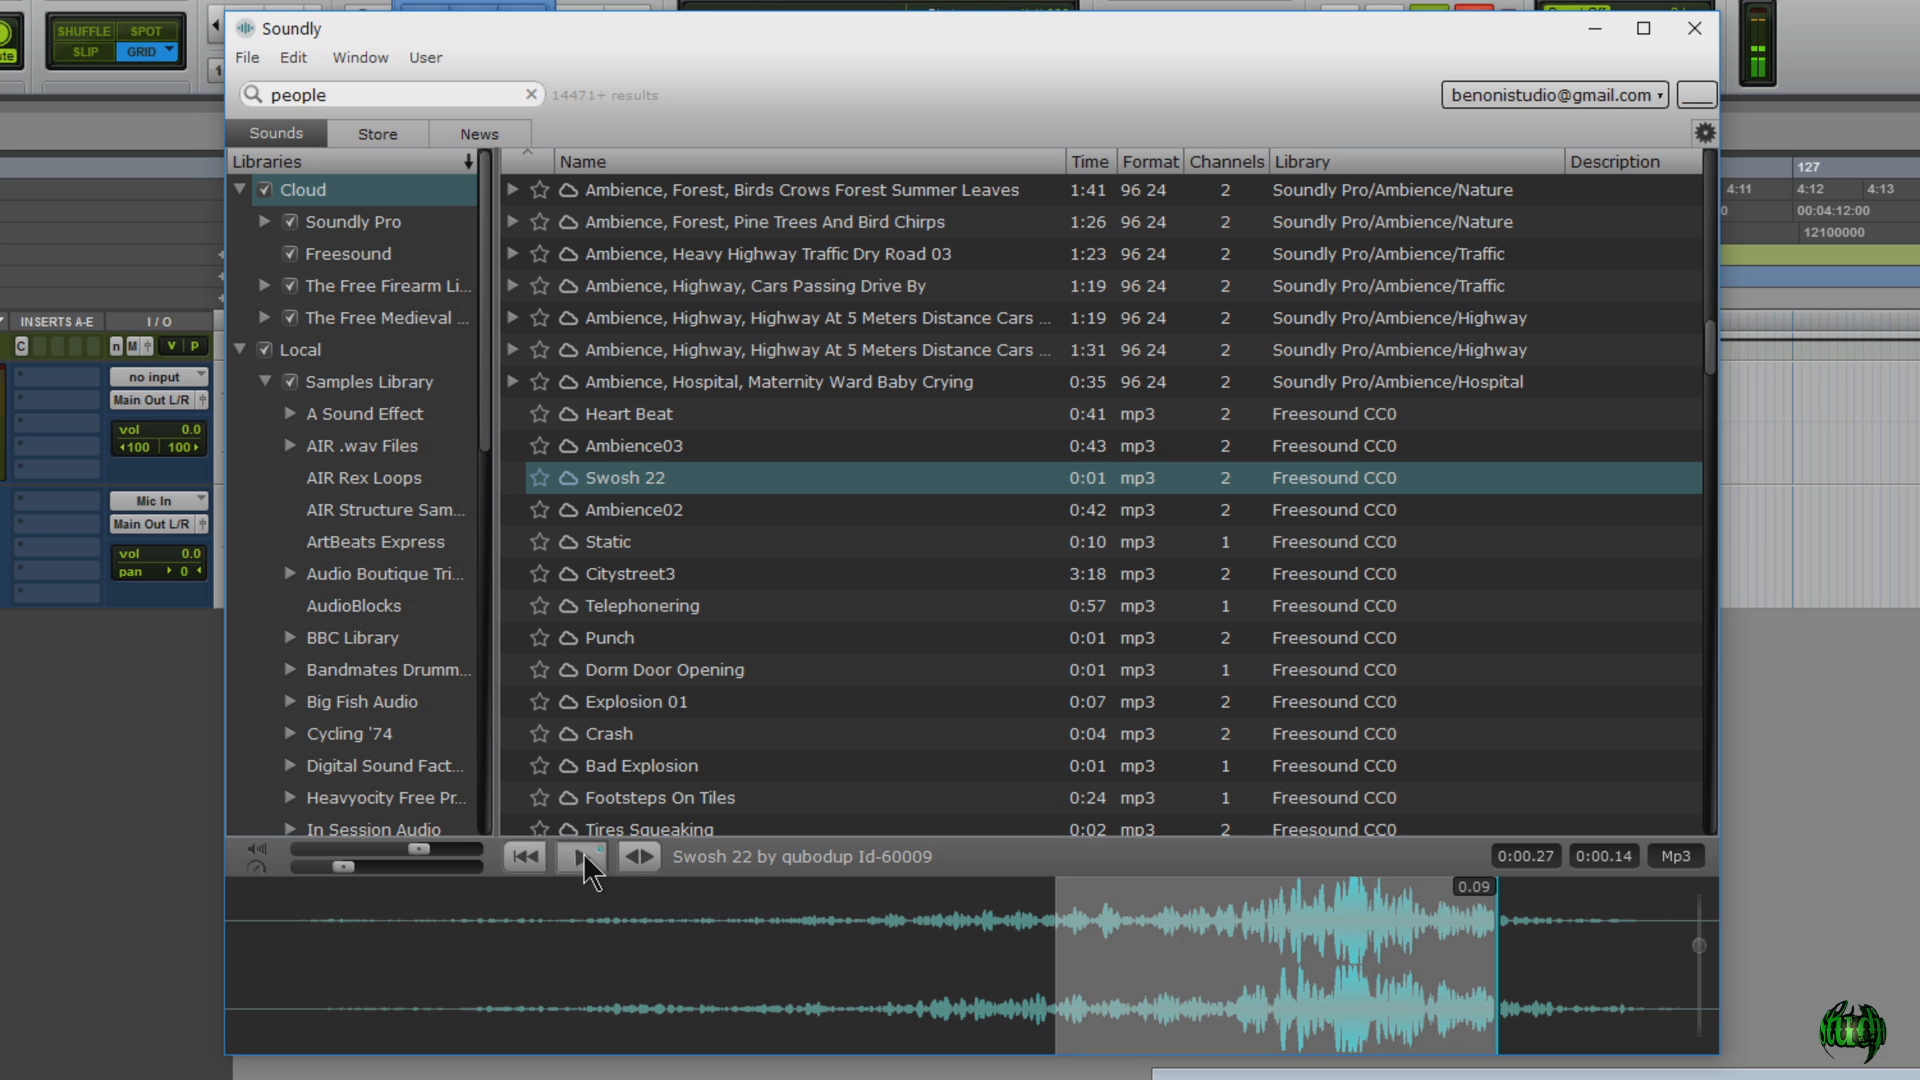 SHUFFLE SPOT
SLIP GRID
Soundly
File Edit Window User
people 14471+ results
benonistudio@gmail.com
Sounds Store News
Libraries
Name Time Format Channels Library Description
Cloud
Soundly Pro
Freesound
The Free Firearm Li...
The Free Medieval ...
Local
Samples Library
A Sound Effect
AIR .wav Files
AIR Rex Loops
AIR Structure Sam...
ArtBeats Express
Audio Boutique Tri...
AudioBlocks
BBC Library
Bandmates Drumm...
Big Fish Audio
Cycling '74
Digital Sound Fact...
Heavyocity Free Pr...
In Session Audio
Ambience, Forest, Birds Crows Forest Summer Leaves 1:41 96 24 2 Soundly Pro/Ambience/Nature
Ambience, Forest, Pine Trees And Bird Chirps 1:26 96 24 2 Soundly Pro/Ambience/Nature
Ambience, Heavy Highway Traffic Dry Road 03 1:23 96 24 2 Soundly Pro/Ambience/Traffic
Ambience, Highway, Cars Passing Drive By 1:19 96 24 2 Soundly Pro/Ambience/Traffic
Ambience, Highway, Highway At 5 Meters Distance Cars ... 1:19 96 24 2 Soundly Pro/Ambience/Highway
Ambience, Highway, Highway At 5 Meters Distance Cars ... 1:31 96 24 2 Soundly Pro/Ambience/Highway
Ambience, Hospital, Maternity Ward Baby Crying 0:35 96 24 2 Soundly Pro/Ambience/Hospital
Heart Beat 0:41 mp3 2 Freesound CC0
Ambience03 0:43 mp3 2 Freesound CC0
Swosh 22 0:01 mp3 2 Freesound CC0
Ambience02 0:42 mp3 2 Freesound CC0
Static 0:10 mp3 1 Freesound CC0
Citystreet3 3:18 mp3 2 Freesound CC0
Telephonering 0:57 mp3 1 Freesound CC0
Punch 0:01 mp3 2 Freesound CC0
Dorm Door Opening 0:01 mp3 1 Freesound CC0
Explosion 01 0:07 mp3 2 Freesound CC0
Crash 0:04 mp3 2 Freesound CC0
Bad Explosion 0:01 mp3 1 Freesound CC0
Footsteps On Tiles 0:24 mp3 1 Freesound CC0
Tires Squeaking 0:02 mp3 2 Freesound CC0
Swosh 22 by qubodup Id-60009 0:00.27 0:00.14 Mp3
0.09
INSERTS A-E I / O
C n M V P
no input
Main Out L/R
vol 0.0
100 100
Mic In
Main Out L/R
vol 0.0
pan 0
127
4:11 4:12 4:13
0 00:04:12:00
12100000